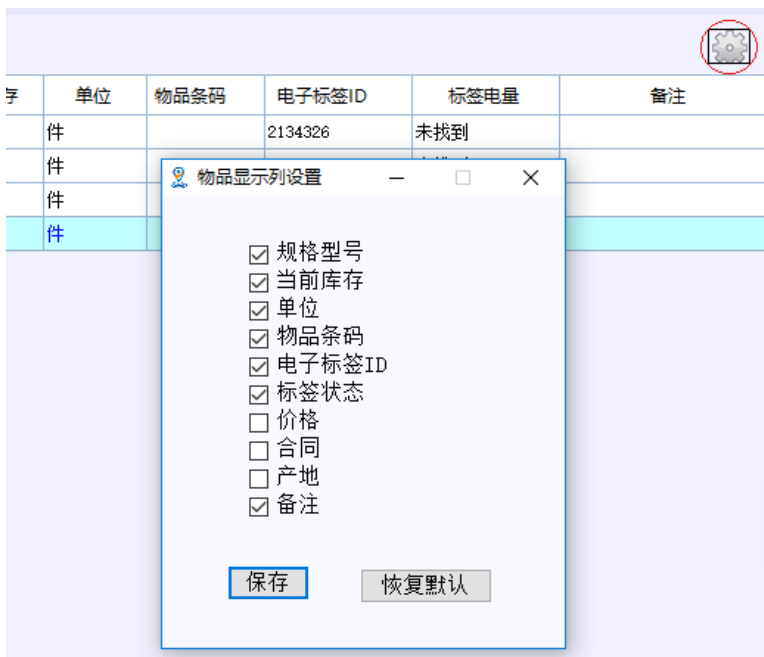 单位 物品条码 电子标签ID 标签电量 备注
件 2134326 未找到
件
物品显示列设置
件
件
规格型号
当前库存
单位
物品条码
电子标签ID
标签状态
价格
合同
产地
备注
保存 恢复默认